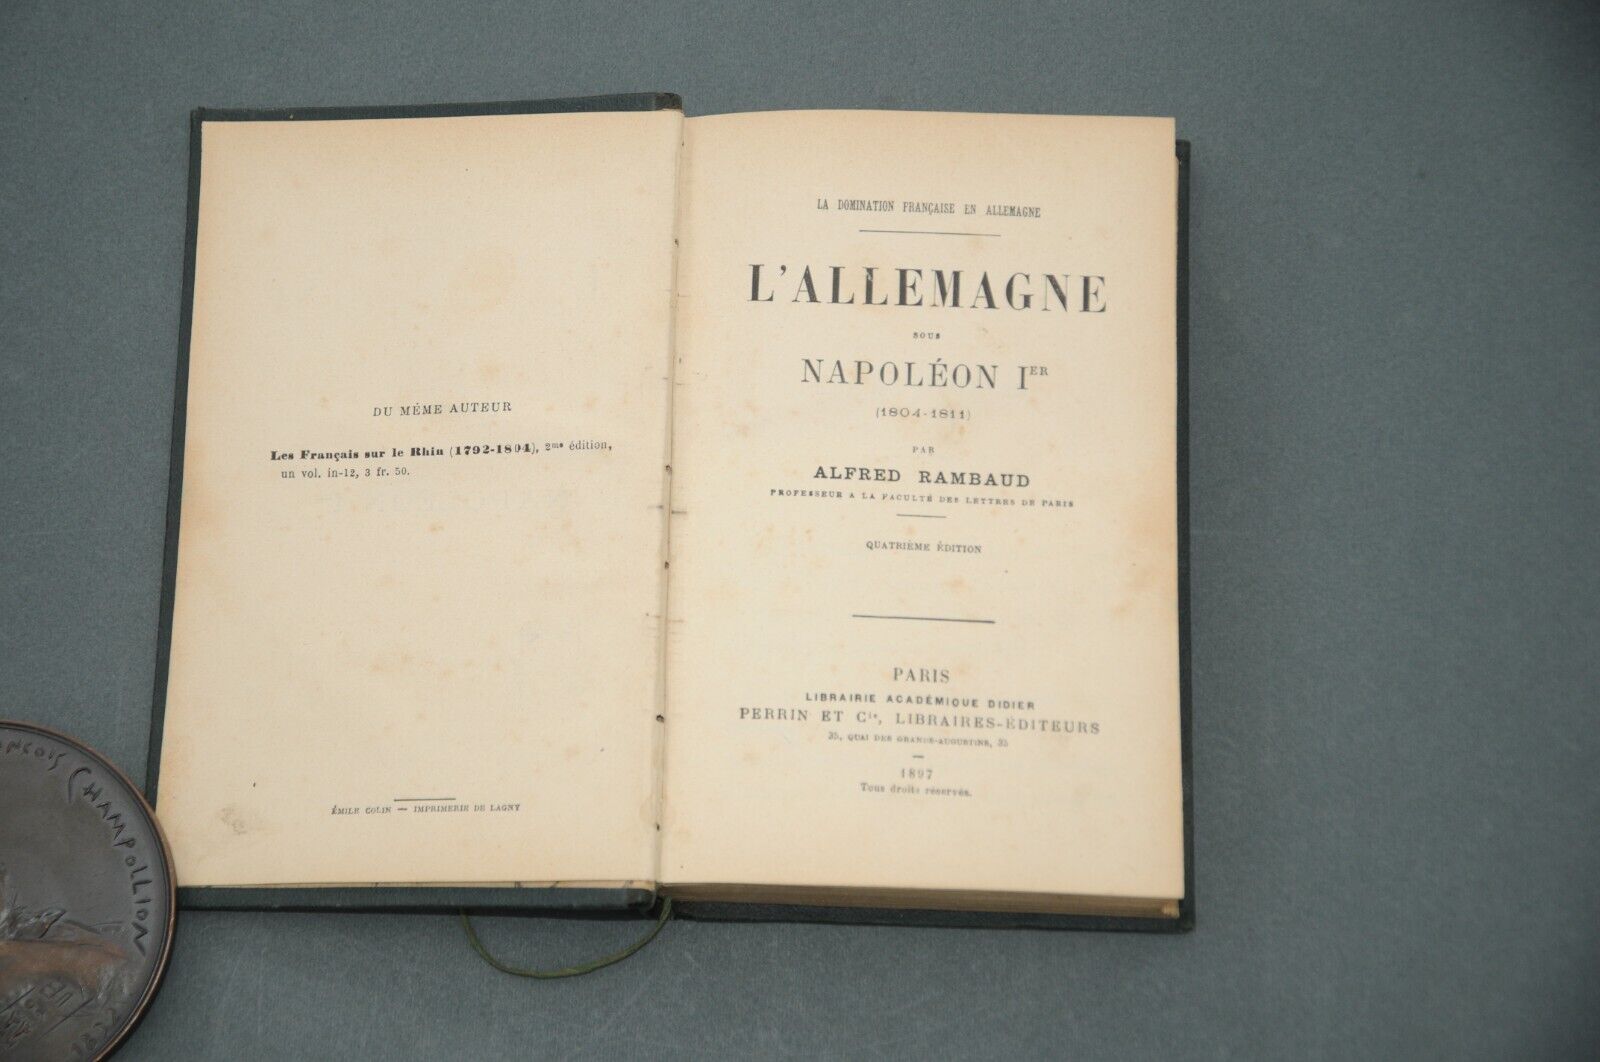 DU MÊME AUTEUR
Les Français sur le Rhin (1792-1804), 2me édition,
un vol. in-12, 3 fr. 50.
ÉMILE COLIN — IMPRIMERIE DE LAGNY
LA DOMINATION FRANÇAISE EN ALLEMAGNE
L'ALLEMAGNE
SOUS
NAPOLÉON IER
(1804-1811)
PAR
ALFRED RAMBAUD
PROFESSEUR A LA FACULTÉ DES LETTRES DE PARIS
QUATRIÈME ÉDITION
PARIS
LIBRAIRIE ACADÉMIQUE DIDIER
PERRIN ET Cie, LIBRAIRES-ÉDITEURS
35, QUAI DES GRANDS-AUGUSTINS, 35
1897
Tous droits réservés.
CHAMPOLLION